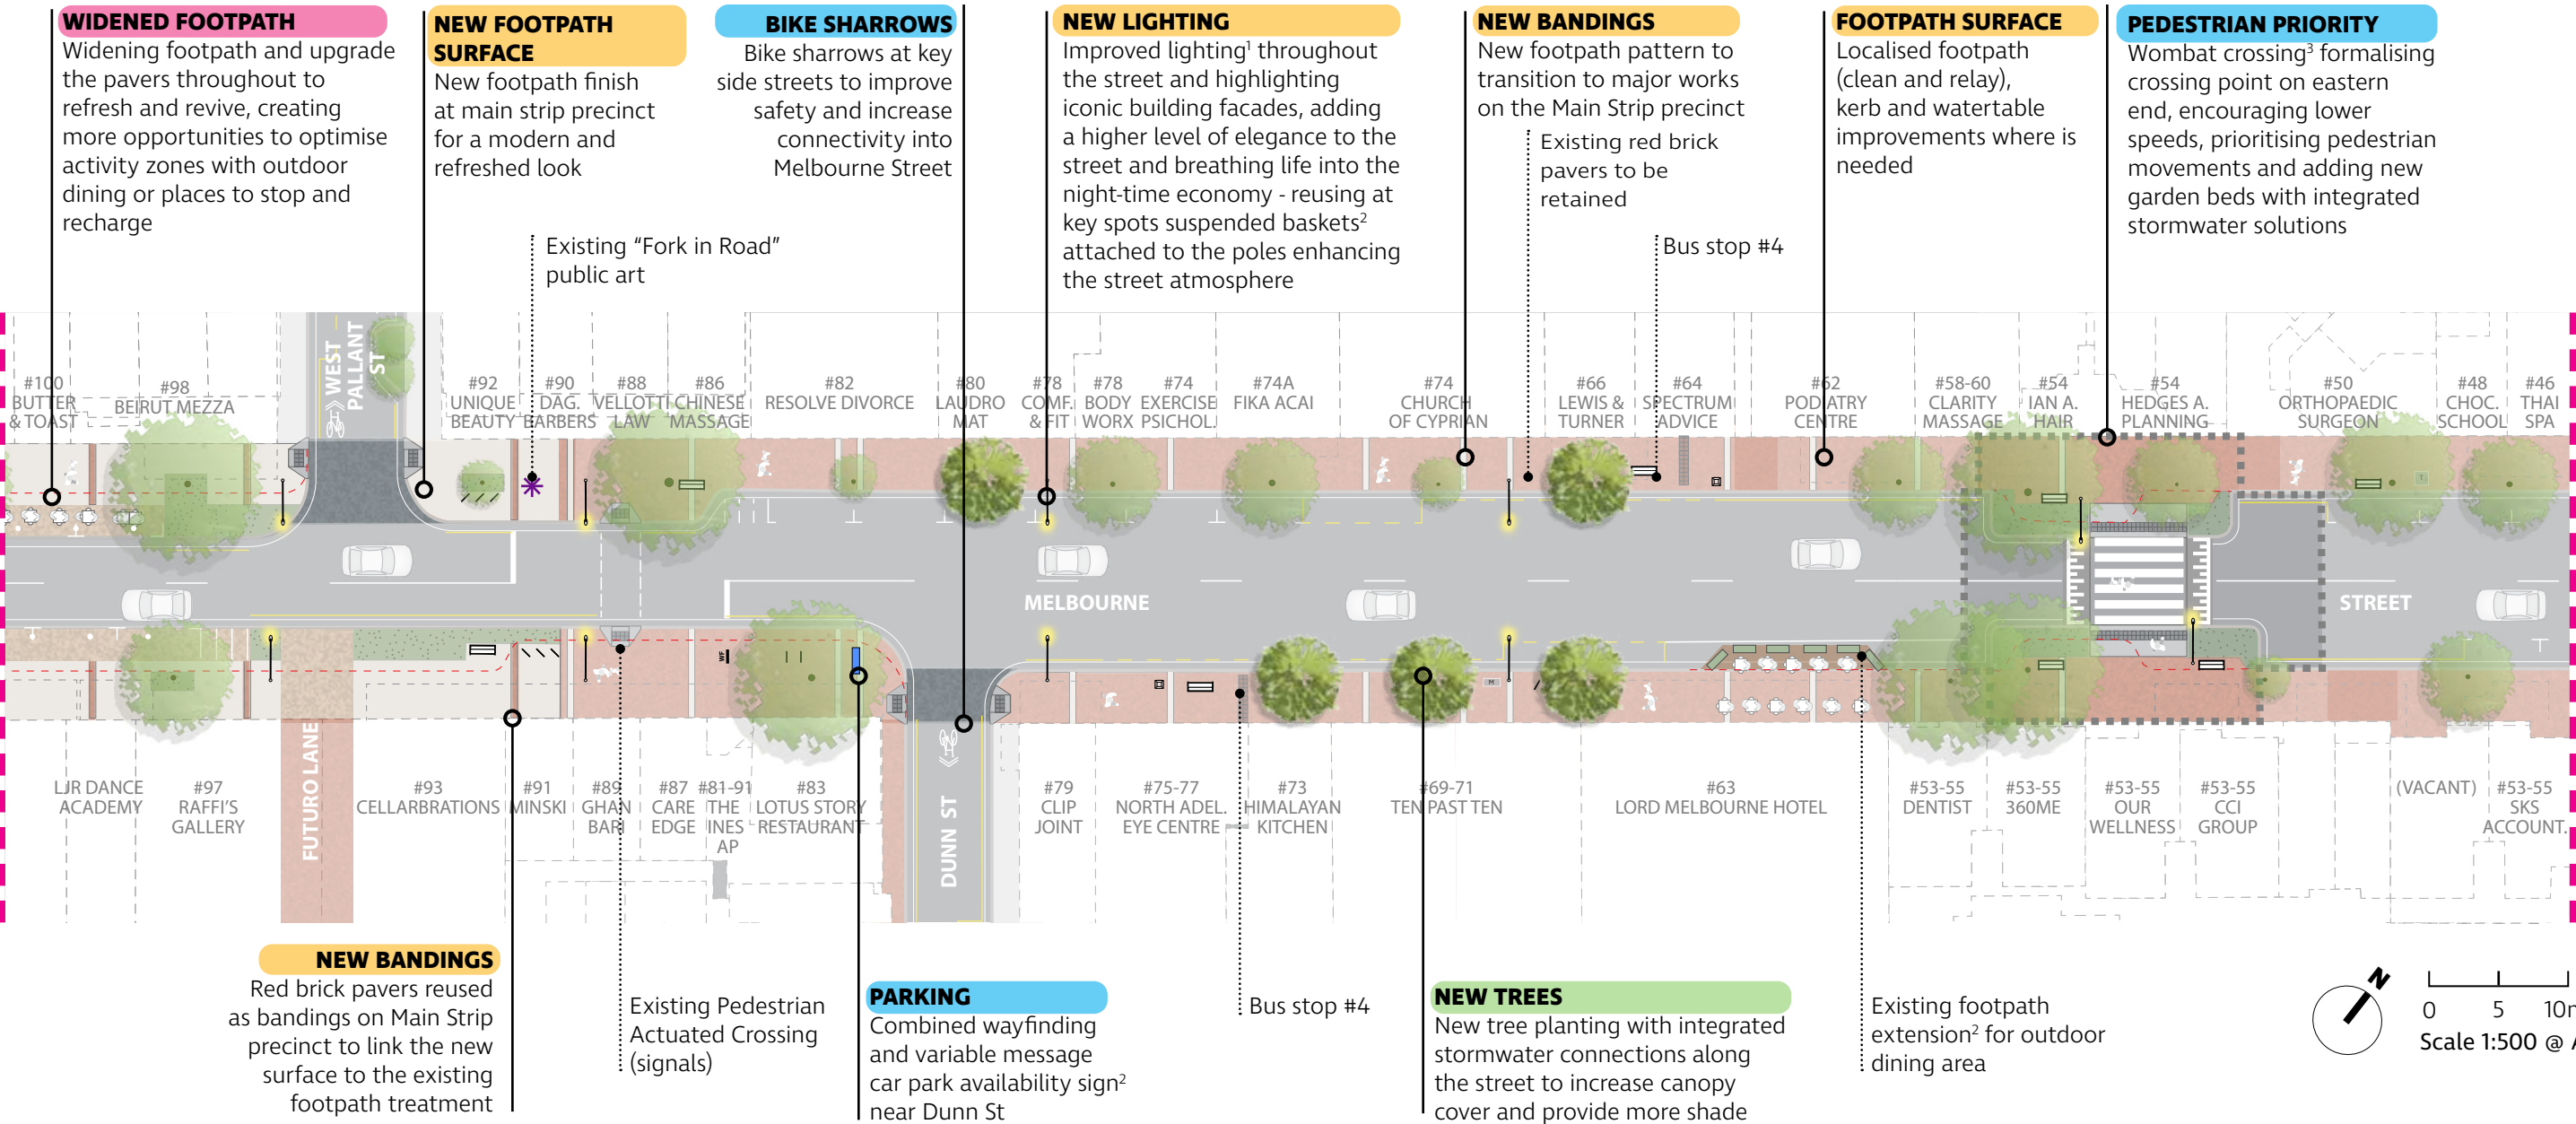 WIDENED FOOTPATH
Widening footpath and upgrade
the pavers throughout to
refresh and revive, creating
more opportunities to optimise
activity zones with outdoor
dining or places to stop and
recharge
NEW FOOTPATH
SURFACE
New footpath finish
at main strip precinct
for a modern and
refreshed look
BIKE SHARROWS
Bike sharrows at key
side streets to improve
safety and increase
connectivity into
Melbourne Street
NEW LIGHTING
Improved lighting¹ throughout
the street and highlighting
iconic building facades, adding
a higher level of elegance to the
street and breathing life into the
night-time economy - reusing at
key spots suspended baskets²
attached to the poles enhancing
the street atmosphere
NEW BANDINGS
New footpath pattern to
transition to major works
on the Main Strip precinct
FOOTPATH SURFACE
Localised footpath
(clean and relay),
kerb and watertable
improvements where is
needed
PEDESTRIAN PRIORITY
Wombat crossing³ formalising
crossing point on eastern
end, encouraging lower
speeds, prioritising pedestrian
movements and adding new
garden beds with integrated
stormwater solutions
Existing "Fork in Road"
public art
Existing red brick
pavers to be
retained
Bus stop #4
WEST
PALLANT
ST
#100
BUTTER
& TOAST
#98
BEIRUT MEZZA
#92
UNIQUE
BEAUTY
#90
DAG.
BARBERS
#88
VELLOTTI
LAW
#86
CHINESE
MASSAGE
#82
RESOLVE DIVORCE
#80
LAUDRO
MAT
#78
COMF.
& FIT
#78
BODY
WORX
#74
EXERCISE
PSICHOL.
#74A
FIKA ACAI
#74
CHURCH
OF CYPRIAN
#66
LEWIS &
TURNER
#64
SPECTRUM
ADVICE
#62
PODIATRY
CENTRE
#58-60
CLARITY
MASSAGE
#54
IAN A.
HAIR
#54
HEDGES A.
PLANNING
#50
ORTHOPAEDIC
SURGEON
#48
CHOC.
SCHOOL
#46
THAI
SPA
T
MELBOURNE
STREET
WF
M
LJR DANCE
ACADEMY
#97
RAFFI'S
GALLERY
FUTURO LANE
#93
CELLARBRATIONS
#91
MINSKI
#89
GHAN
BARI
#87
CARE
EDGE
#81-91
THE
INES
AP
#83
LOTUS STORY
RESTAURANT
DUNN ST
#79
CLIP
JOINT
#75-77
NORTH ADEL.
EYE CENTRE
#73
HIMALAYAN
KITCHEN
#69-71
TEN PAST TEN
#63
LORD MELBOURNE HOTEL
#53-55
DENTIST
#53-55
360ME
#53-55
OUR
WELLNESS
#53-55
CCI
GROUP
(VACANT)
#53-55
SKS
ACCOUNT.
NEW BANDINGS
Red brick pavers reused
as bandings on Main Strip
precinct to link the new
surface to the existing
footpath treatment
Existing Pedestrian
Actuated Crossing
(signals)
PARKING
Combined wayfinding
and variable message
car park availability sign²
near Dunn St
Bus stop #4
NEW TREES
New tree planting with integrated
stormwater connections along
the street to increase canopy
cover and provide more shade
Existing footpath
extension² for outdoor
dining area
N
0 5 10m
Scale 1:500 @ A